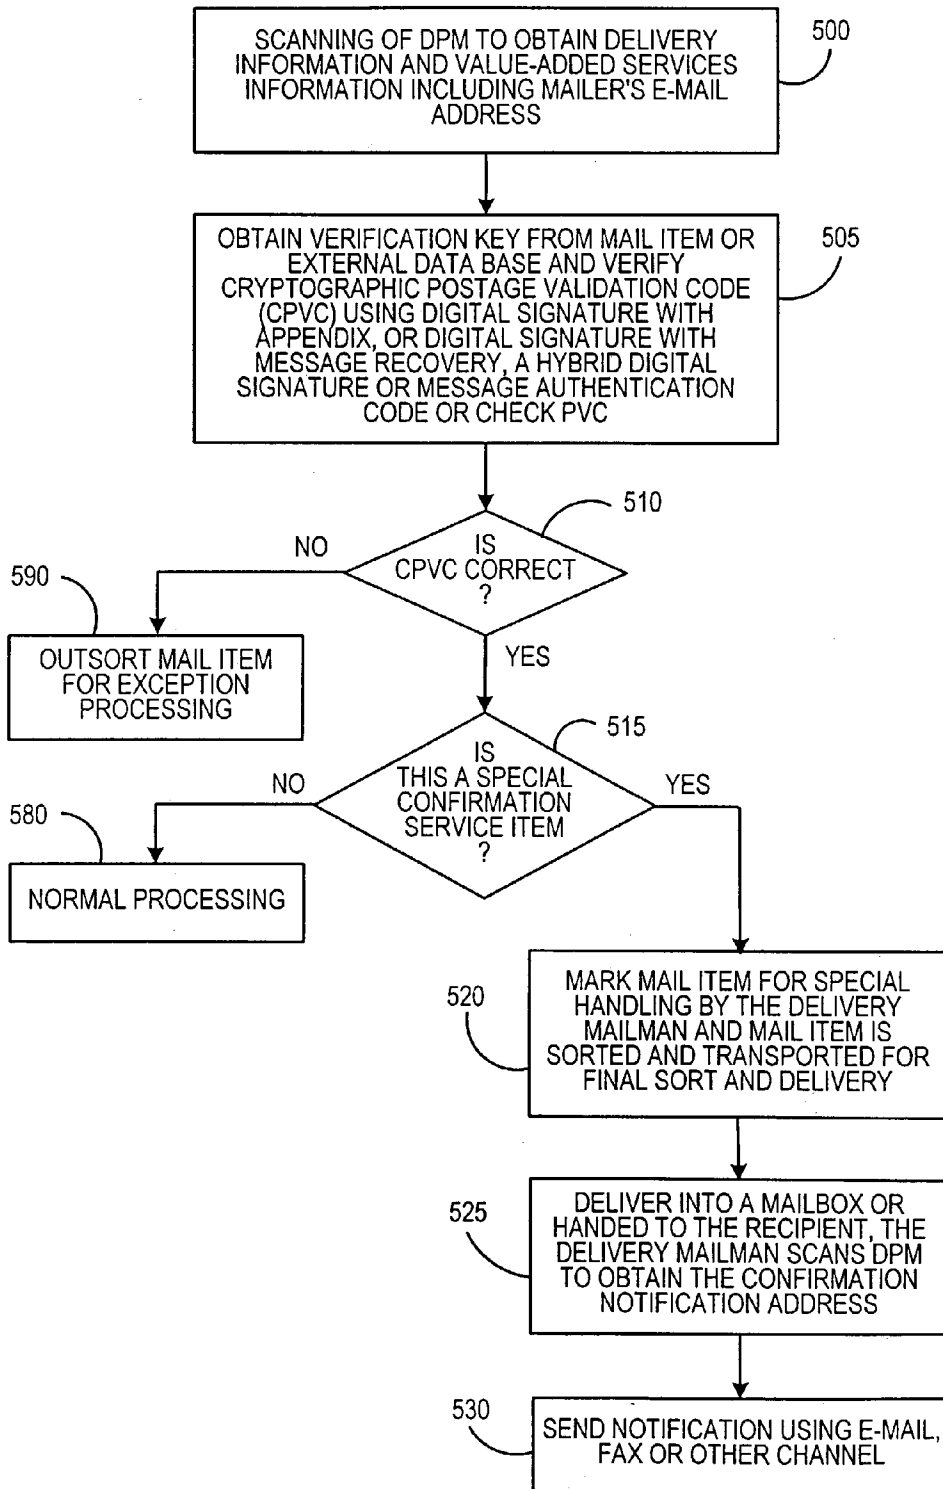 SCANNING OF DPM TO OBTAIN DELIVERY
INFORMATION AND VALUE-ADDED SERVICES
INFORMATION INCLUDING MAILER'S E-MAIL
ADDRESS
500
OBTAIN VERIFICATION KEY FROM MAIL ITEM OR
EXTERNAL DATA BASE AND VERIFY
CRYPTOGRAPHIC POSTAGE VALIDATION CODE
(CPVC) USING DIGITAL SIGNATURE WITH
APPENDIX, OR DIGITAL SIGNATURE WITH
MESSAGE RECOVERY, A HYBRID DIGITAL
SIGNATURE OR MESSAGE AUTHENTICATION
CODE OR CHECK PVC
505
IS
CPVC CORRECT
?
510
NO
YES
590
OUTSORT MAIL ITEM
FOR EXCEPTION
PROCESSING
IS
THIS A SPECIAL
CONFIRMATION
SERVICE ITEM
?
515
NO
YES
580
NORMAL PROCESSING
520
MARK MAIL ITEM FOR SPECIAL
HANDLING BY THE DELIVERY
MAILMAN AND MAIL ITEM IS
SORTED AND TRANSPORTED FOR
FINAL SORT AND DELIVERY
525
DELIVER INTO A MAILBOX OR
HANDED TO THE RECIPIENT, THE
DELIVERY MAILMAN SCANS DPM
TO OBTAIN THE CONFIRMATION
NOTIFICATION ADDRESS
530
SEND NOTIFICATION USING E-MAIL,
FAX OR OTHER CHANNEL